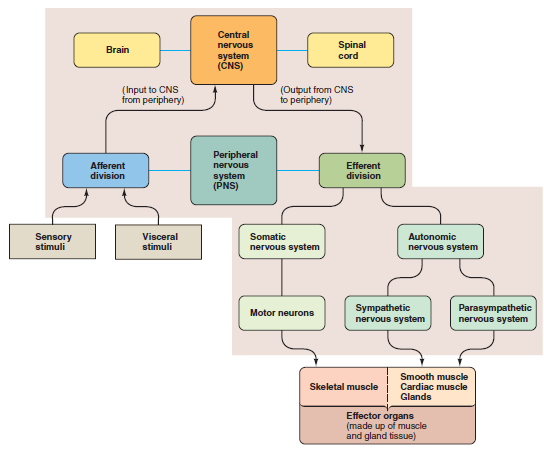 Brain
Central
nervous
system
(CNS)
Spinal
cord
(Input to CNS
from periphery)
(Output from CNS
to periphery)
Afferent
division
Peripheral
nervous
system
(PNS)
Efferent
division
Sensory
stimuli
Visceral
stimuli
Somatic
nervous system
Autonomic
nervous system
Motor neurons
Sympathetic
nervous system
Parasympathetic
nervous system
Skeletal muscle
Smooth muscle
Cardiac muscle
Glands
Effector organs
(made up of muscle
and gland tissue)